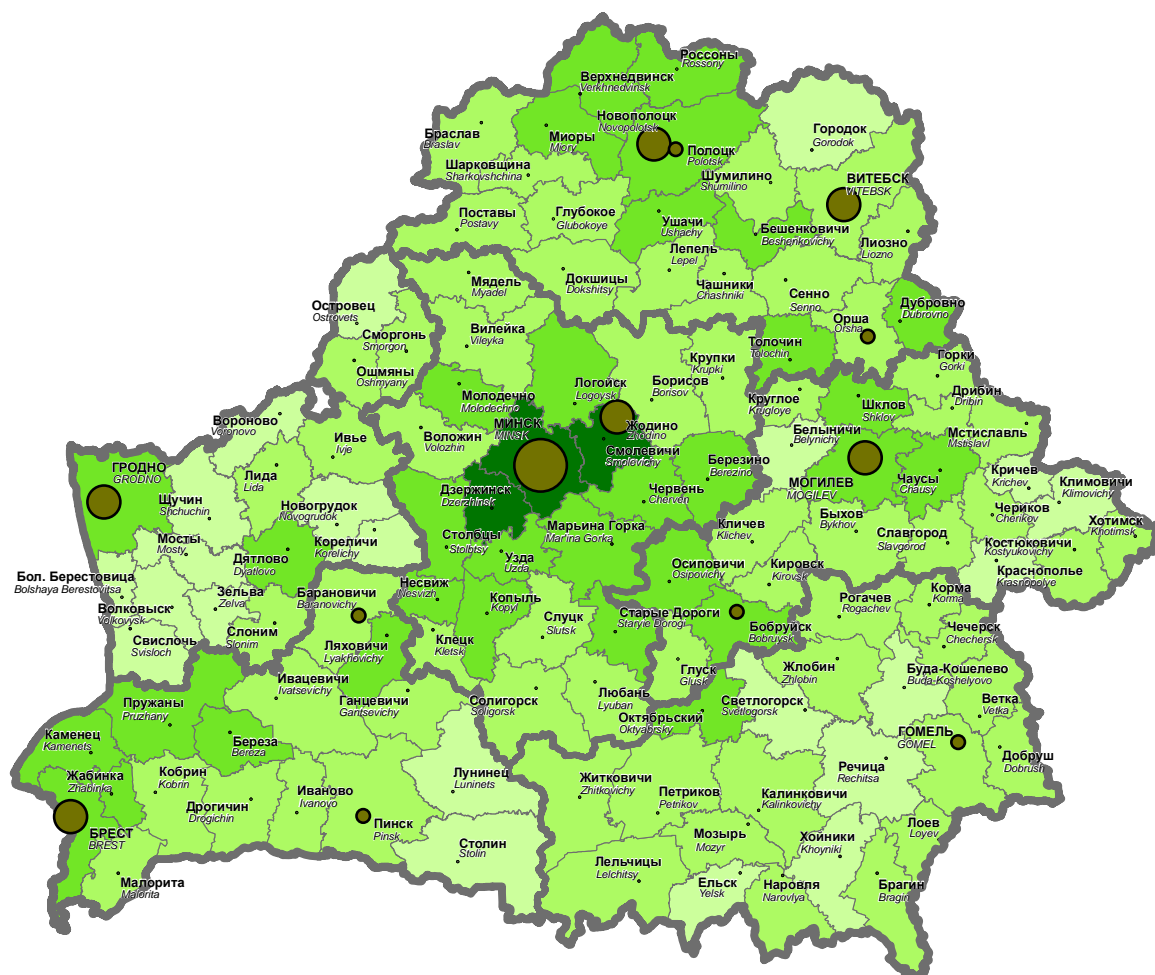 Россоны
Rossony
Верхнедвинск
Verkhnedvinsk
Новополоцк
Novopolotsk
Браслав
Braslav
Миоры
Miory
Городок
Gorodok
Полоцк
Polotsk
Шарковщина
Sharkovshchina
Шумилино
Shumilino
ВИТЕБСК
VITEBSK
Поставы
Postavy
Глубокое
Glubokoye
Ушачи
Ushachy
Бешенковичи
Beshenkovichy
Лиозно
Liozno
Лепель
Lepel
Мядель
Myadel
Докшицы
Dokshitsy
Чашники
Chashniki
Сенно
Senno
Дубровно
Dubrovno
Островец
Ostrovets
Орша
Orsha
Вилейка
Vileyka
Сморгонь
Smorgon
Толочин
Tolochin
Ошмяны
Oshmyany
Крупки
Krupki
Горки
Gorki
Логойск
Logoysk
Борисов
Borisov
Молодечно
Molodechno
Круглое
Krugloye
Дрибин
Dribin
Шклов
Shklov
Вороново
Voronovo
МИНСК
MINSK
Жодино
Zhodino
Белыничи
Belynichy
Мстиславль
Mstislavl
Ивье
Ivje
Воложин
Volozhin
Смолевичи
Smolevichy
Березино
Berezino
ГРОДНО
GRODNO
Лида
Lida
Кричев
Krichev
Климовичи
Klimovichy
Щучин
Shchuchin
Дзержинск
Dzerzhinsk
Червень
Cherven
МОГИЛЕВ
MOGILEV
Чаусы
Chausy
Новогрудок
Novogrudok
Чериков
Cherikov
Быхов
Bykhov
Хотимск
Khotimsk
Марьина Горка
Mar'ina Gorka
Кличев
Klichev
Славгород
Slavgorod
Мосты
Mosty
Кореличи
Korelichy
Столбцы
Stolbtsy
Костюковичи
Kostyukovichy
Дятлово
Dyatlovo
Узда
Uzda
Осиповичи
Osipovichy
Кировск
Kirovsk
Краснополье
Krasnopolye
Бол. Берестовица
Bolshaya Berestovitsa
Зельва
Zelva
Барановичи
Baranovichy
Несвиж
Nesvizh
Копыль
Kopyl
Рогачев
Rogachev
Корма
Korma
Волковыск
Volkovysk
Слуцк
Slutsk
Старые Дороги
Staryie Dorogi
Бобруйск
Bobruysk
Чечерск
Chechersk
Свислочь
Svisloch
Слоним
Slonim
Ляховичи
Lyakhovichy
Клецк
Kletsk
Глуск
Glusk
Жлобин
Zhlobin
Буда-Кошелево
Buda-Koshelyovo
Ивацевичи
Ivatsevichy
Ганцевичи
Gantsevichy
Солигорск
Soligorsk
Любань
Lyuban
Светлогорск
Svetlogorsk
Ветка
Vetka
Пружаны
Pruzhany
Октябрьский
Oktyabrsky
ГОМЕЛЬ
GOMEL
Каменец
Kamenets
Береза
Bereza
Добруш
Dobrush
Речица
Rechitsa
Жабинка
Zhabinka
Кобрин
Kobrin
Лунинец
Luninets
Житковичи
Zhitkovichy
Иваново
Ivanovo
Петриков
Petrikov
Калинковичи
Kalinkovichy
Дрогичин
Drogichin
Пинск
Pinsk
БРЕСТ
BREST
Мозырь
Mozyr
Хойники
Khoyniki
Лоев
Loyev
Столин
Stolin
Лельчицы
Lelchitsy
Малорита
Malorita
Ельск
Yelsk
Наровля
Narovlya
Брагин
Bragin